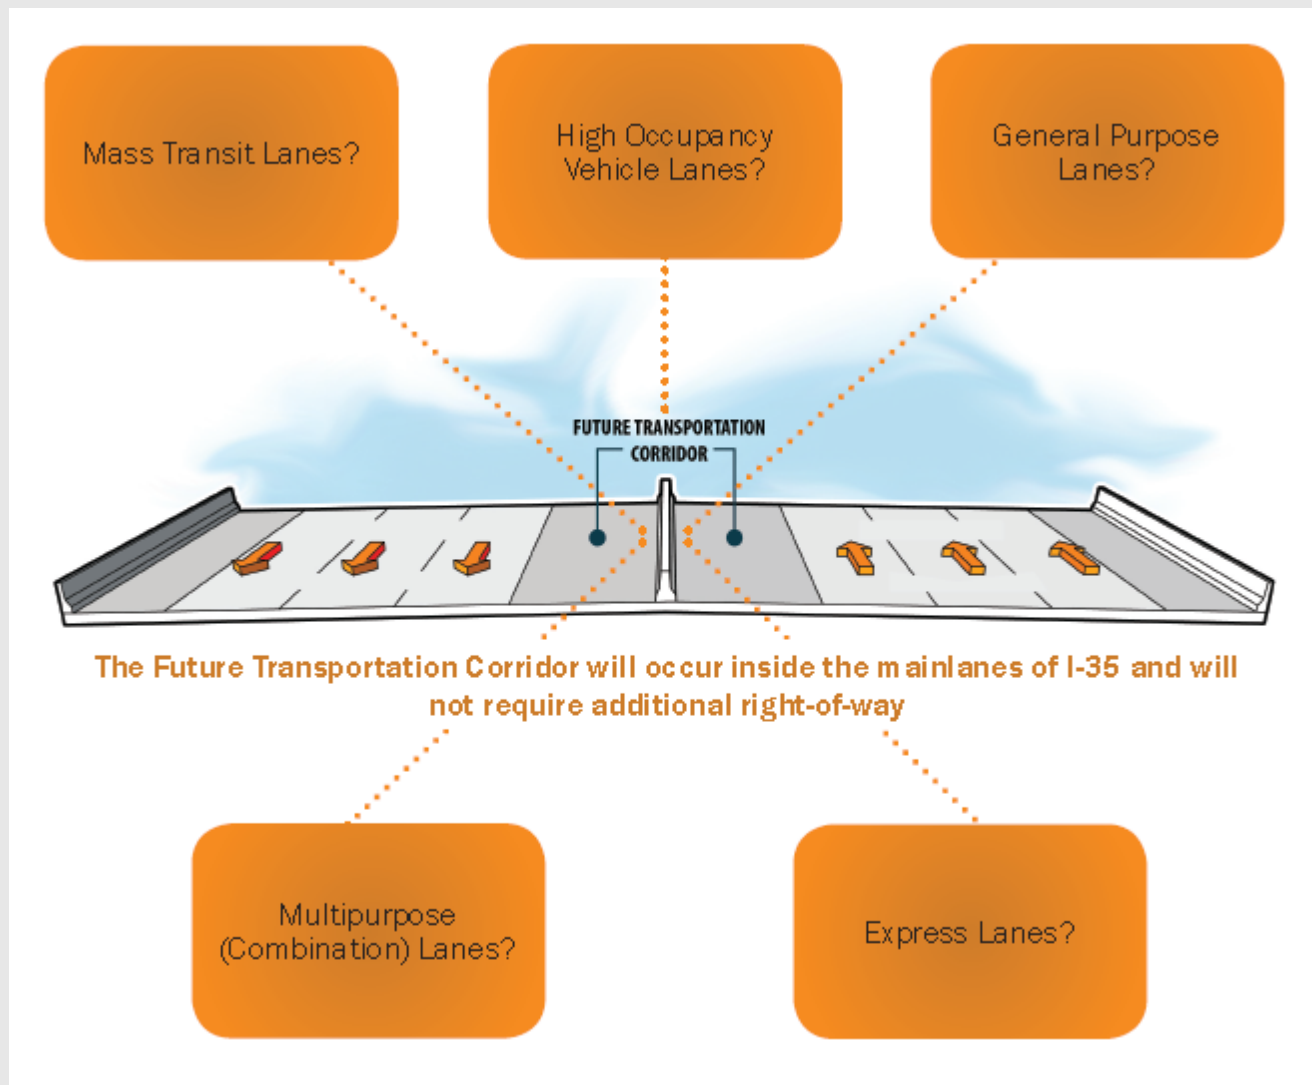 Mass Transit Lanes?
High Occupancy
Vehicle Lanes?
General Purpose
Lanes?
FUTURE TRANSPORTATION
CORRIDOR
The Future Transportation Corridor will occur inside the mainlanes of I-35 and will
not require additional right-of-way
Multipurpose
(Combination) Lanes?
Express Lanes?